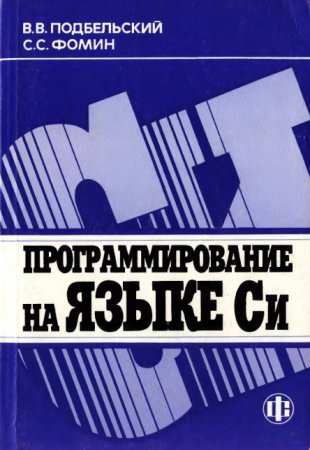 В.В. ПОДБЕЛЬСКИЙ
С.С. ФОМИН
ПРОГРАММИРОВАНИЕ
НА ЯЗЫКЕ СИ